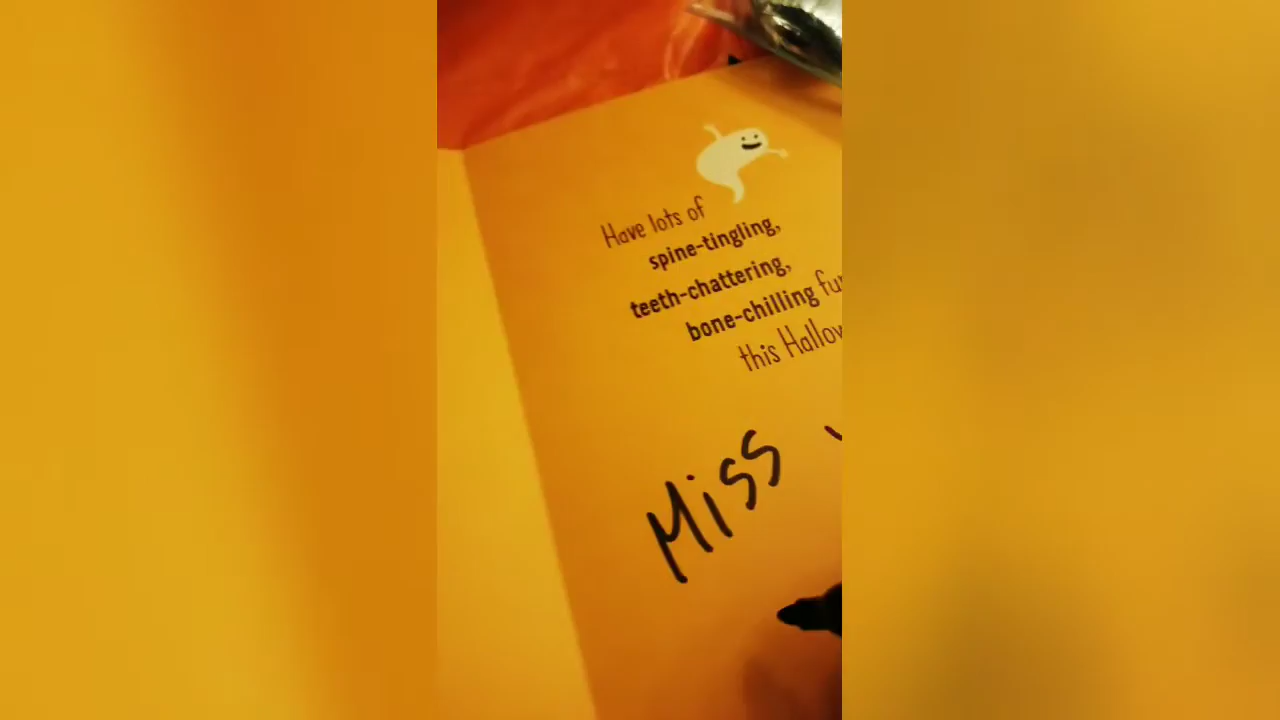 Have lots of
spine-tingling,
teeth-chattering,
bone-chilling
this
Miss